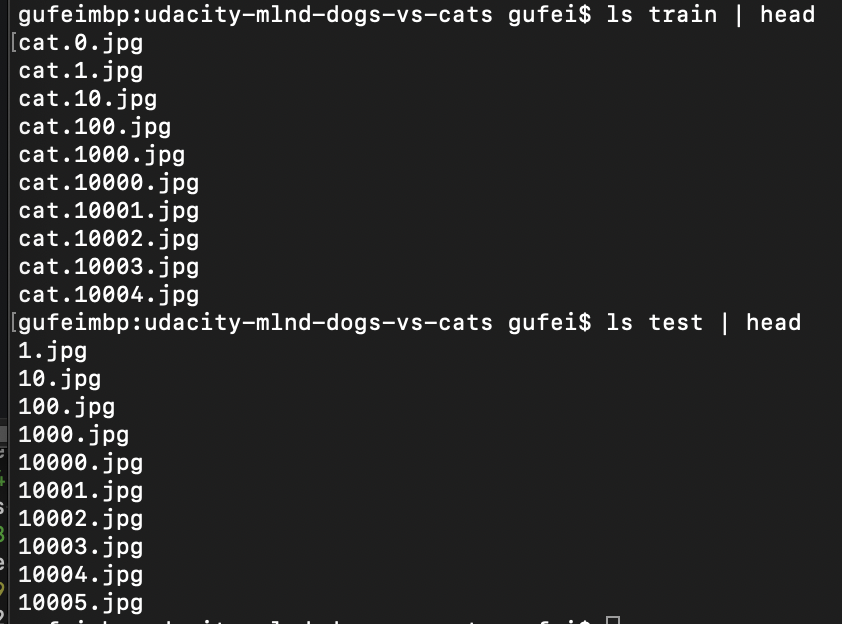 gufeimbp:udacity-mlnd-dogs-vs-cats gufei$ ls train | head
[cat.0.jpg
cat.1.jpg
cat.10.jpg
cat.100.jpg
cat.1000.jpg
cat.10000.jpg
cat.10001.jpg
cat.10002.jpg
cat.10003.jpg
cat.10004.jpg
[gufeimbp:udacity-mlnd-dogs-vs-cats gufei$ ls test | head
1.jpg
10.jpg
100.jpg
1000.jpg
10000.jpg
10001.jpg
10002.jpg
10003.jpg
10004.jpg
10005.jpg